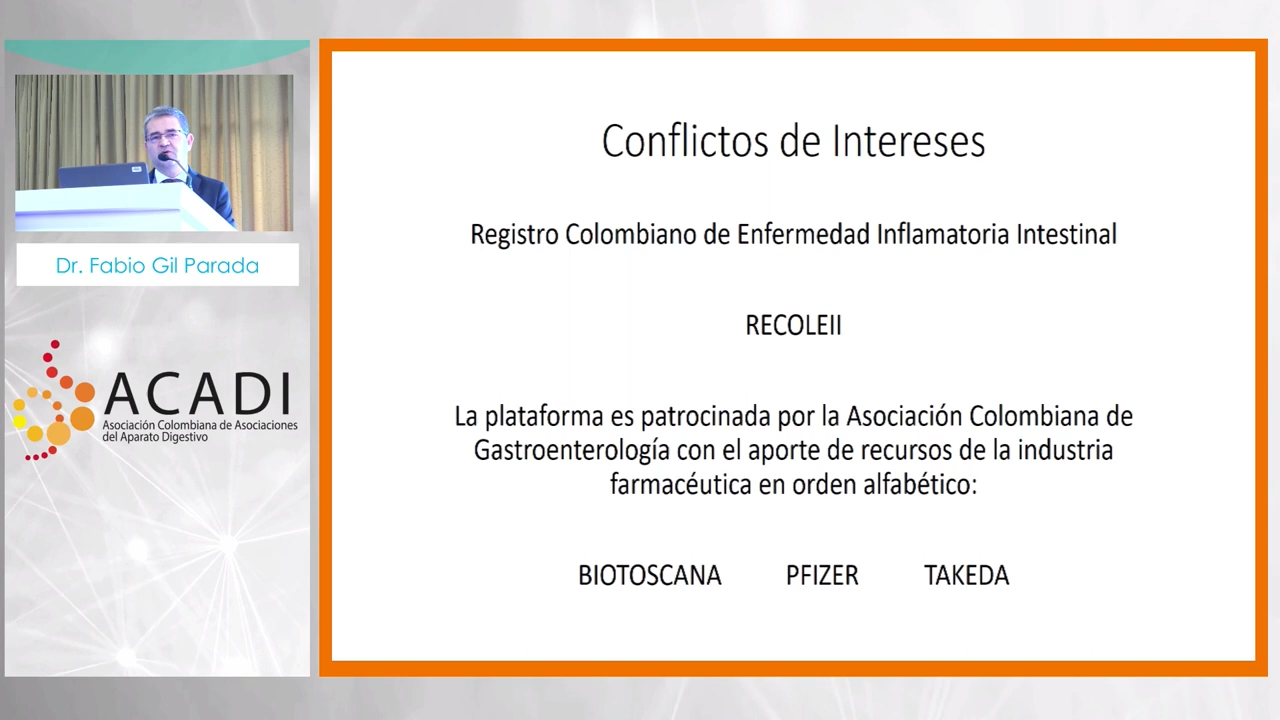 Dr. Fabio Gil Parada
ACADI
Asociación Colombiana de Asociaciones
del Aparato Digestivo
Conflictos de Intereses
Registro Colombiano de Enfermedad Inflamatoria Intestinal
RECOLEII
La plataforma es patrocinada por la Asociación Colombiana de
Gastroenterología con el aporte de recursos de la industria
farmacéutica en orden alfabético:
BIOTOSCANA PFIZER TAKEDA